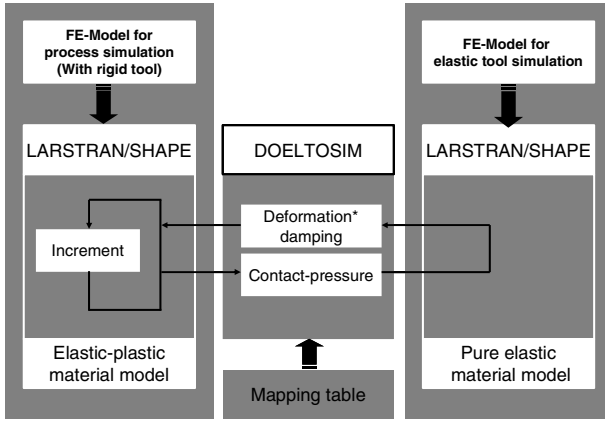 FE-Model for
process simulation
(With rigid tool)
LARSTRAN/SHAPE
Increment
Elastic-plastic
material model
DOELTOSIM
Deformation*
damping
Contact-pressure
Mapping table
FE-Model for
elastic tool simulation
LARSTRAN/SHAPE
Pure elastic
material model